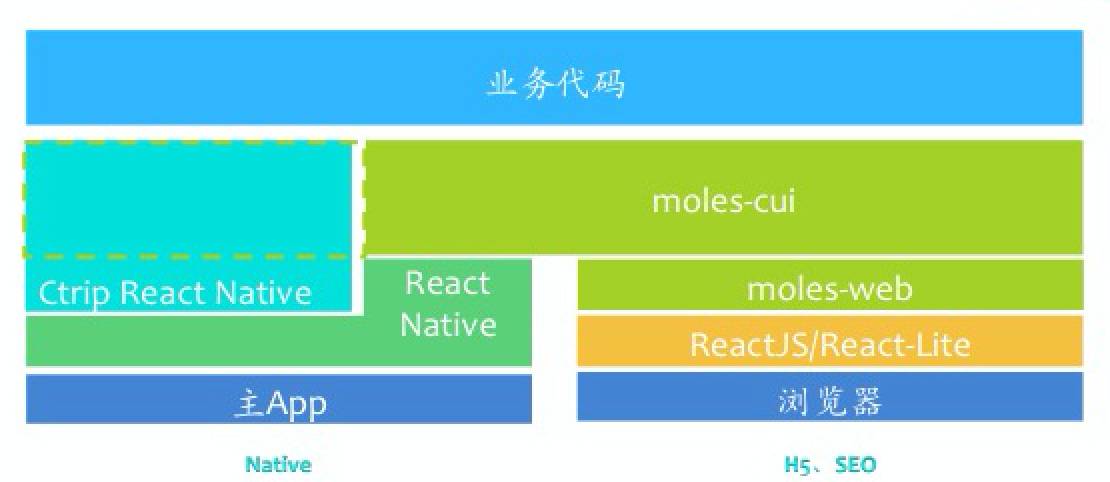 业务代码
moles-cui
Ctrip React Native
React
Native
moles-web
ReactJS/React-Lite
主App
浏览器
Native
H5、SEO